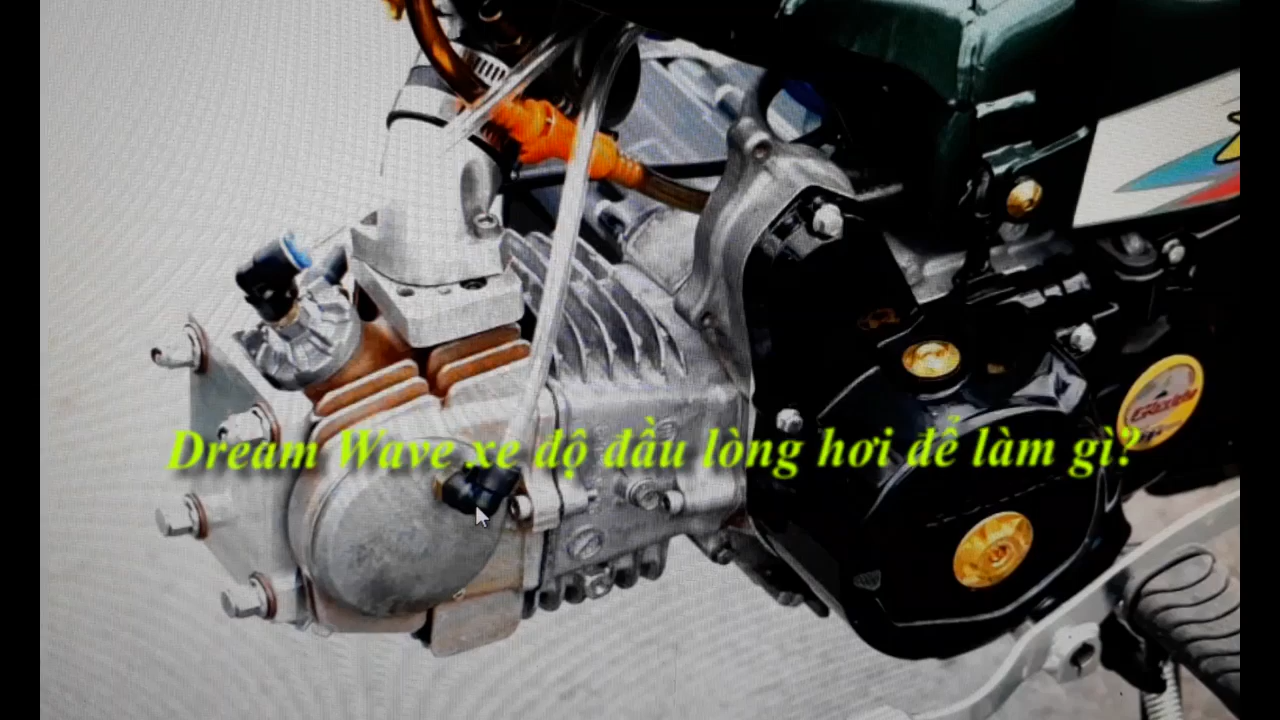 Dream Wave xe độ đầu lòng hơi để làm gì?